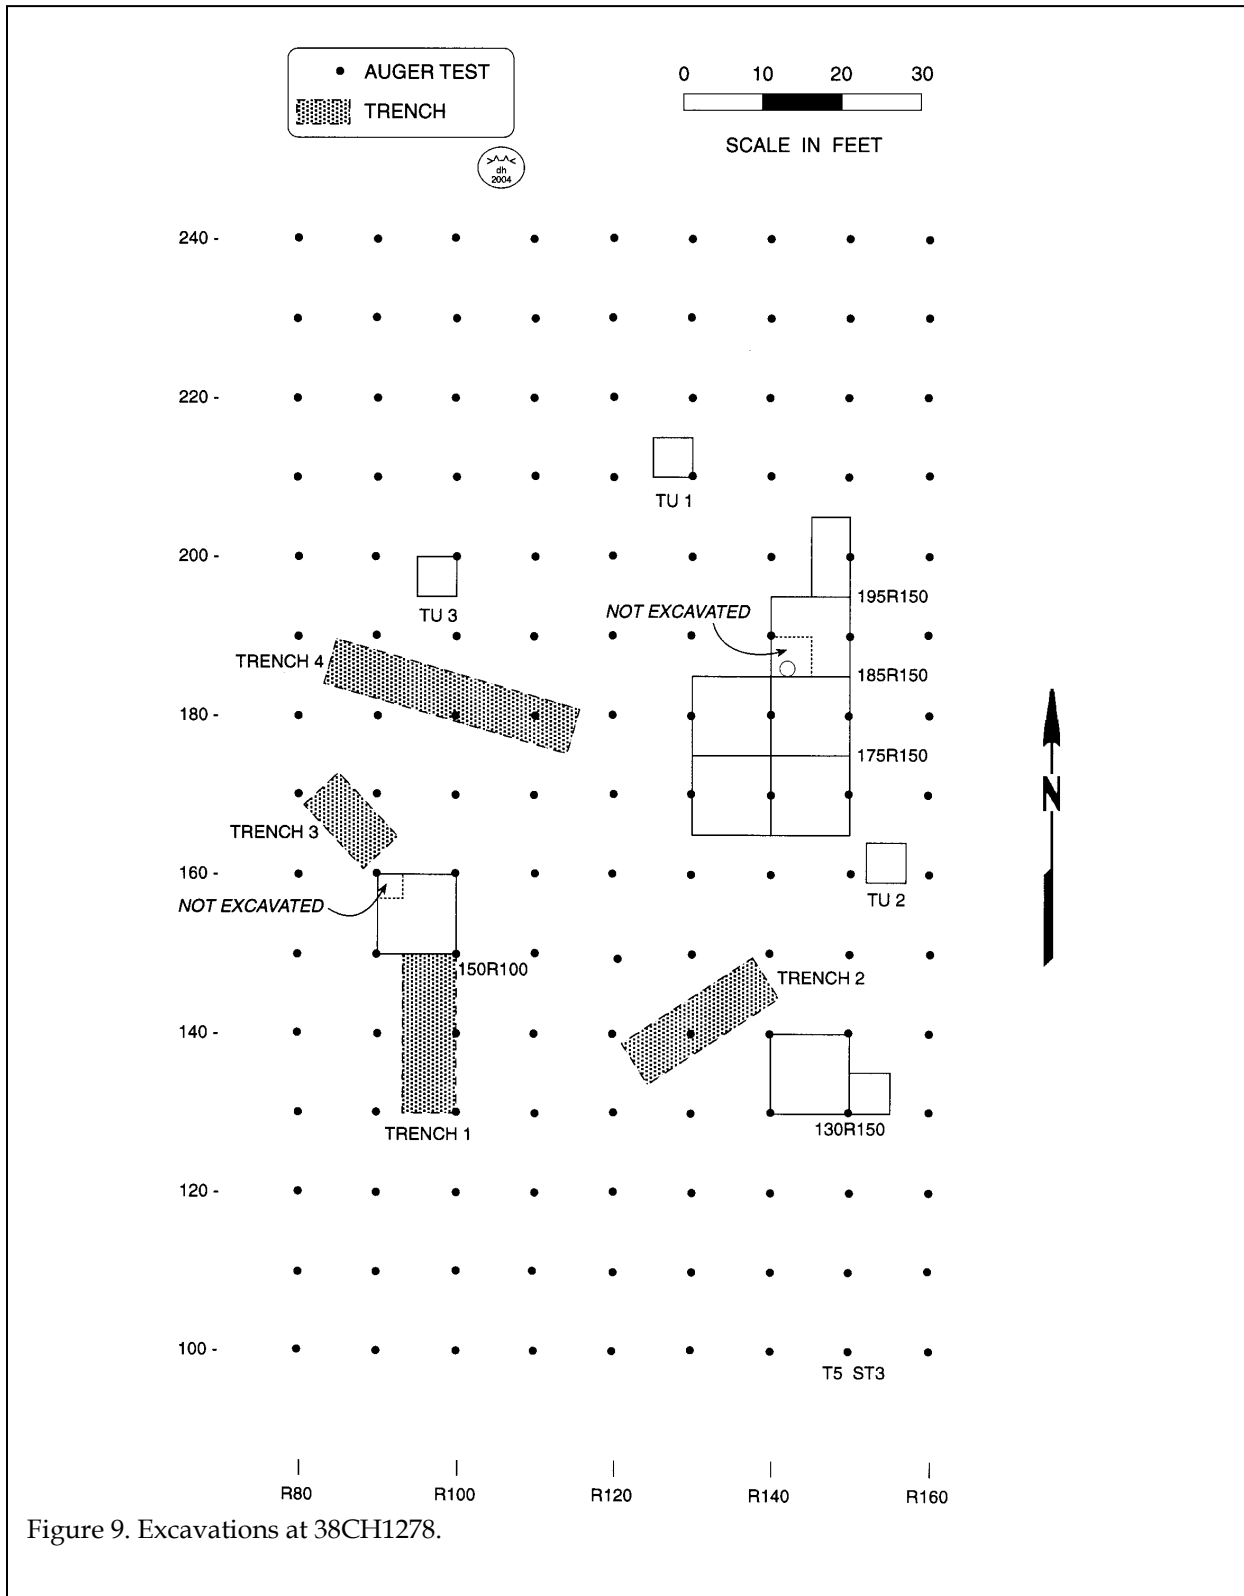 AUGER TEST
TRENCH
0 10 20 30
SCALE IN FEET
dh
2004
240 -
220 -
TU 1
200 -
195R150
NOT EXCAVATED
TU 3
TRENCH 4
185R150
180 -
175R150
TRENCH 3
N
160 -
TU 2
NOT EXCAVATED
150R100
TRENCH 2
140 -
130R150
TRENCH 1
120 -
100 -
T5 ST3
R80 R100 R120 R140 R160
Figure 9. Excavations at 38CH1278.